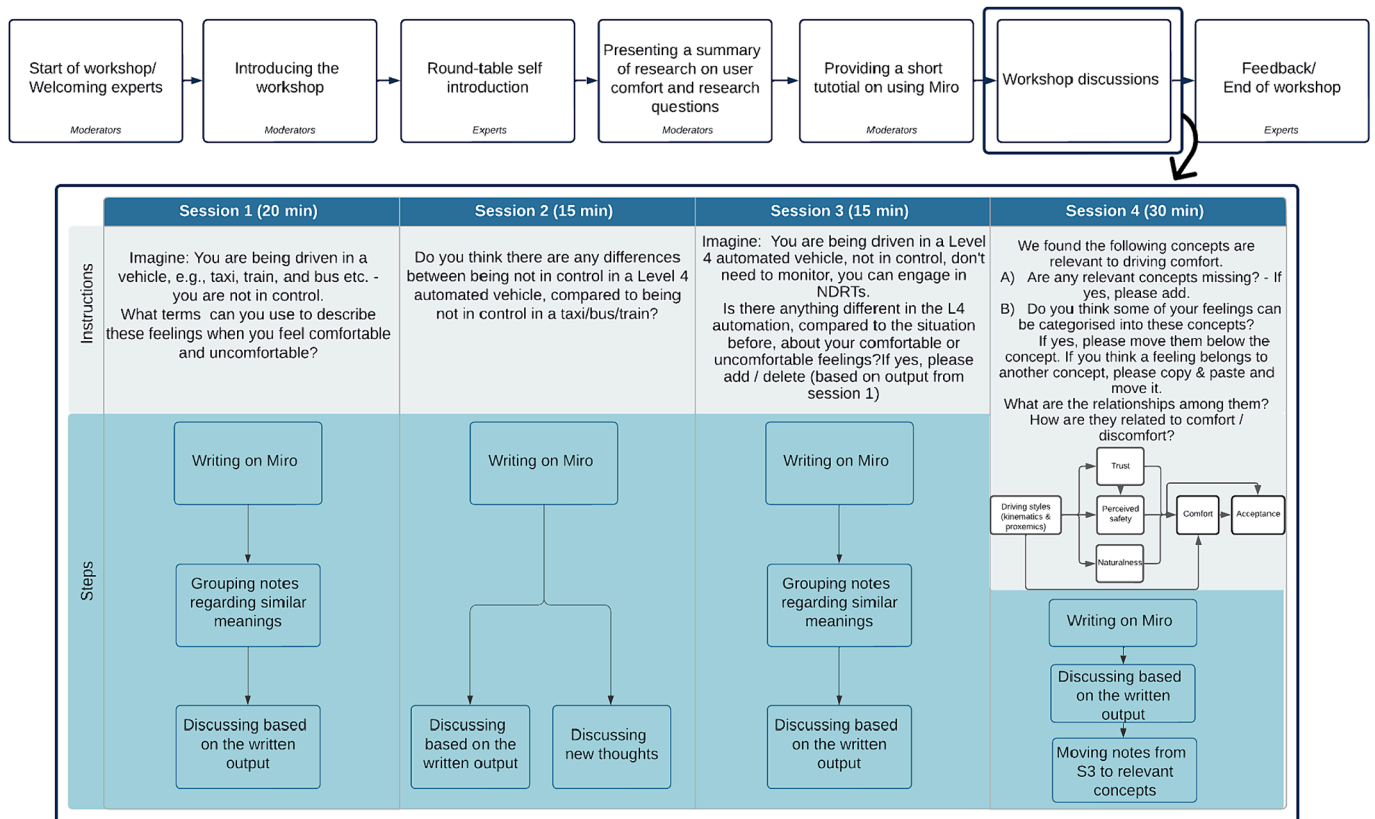 Start of workshop/
Welcoming experts
Moderators
Introducing the
workshop
Moderators
Round-table self
introduction
Experts
Presenting a summary
of research on user
comfort and research
questions
Moderators
Providing a short
tutotial on using Miro
Moderators
Workshop discussions
Feedback/
End of workshop
Experts
Session 1 (20 min)
Session 2 (15 min)
Session 3 (15 min)
Session 4 (30 min)
Instructions
Imagine: You are being driven in a
vehicle, e.g., taxi, train, and bus etc. -
you are not in control.
What terms can you use to describe
these feelings when you feel comfortable
and uncomfortable?
Do you think there are any differences
between being not in control in a Level 4
automated vehicle, compared to being
not in control in a taxi/bus/train?
Imagine: You are being driven in a Level
4 automated vehicle, not in control, don't
need to monitor, you can engage in
NDRTs.
Is there anything different in the L4
automation, compared to the situation
before, about your comfortable or
uncomfortable feelings?If yes, please
add / delete (based on output from
session 1)
We found the following concepts are
relevant to driving comfort.
A) Are any relevant concepts missing? - If
yes, please add.
B) Do you think some of your feelings can
be categorised into these concepts?
If yes, please move them below the
concept. If you think a feeling belongs to
another concept, please copy & paste and
move it.
What are the relationships among them?
How are they related to comfort /
discomfort?
Trust
Driving styles
(kinematics &
proxemics)
Perceived
safety
Comfort
Acceptance
Naturalness
Steps
Writing on Miro
Grouping notes
regarding similar
meanings
Discussing based
on the written
output
Writing on Miro
Discussing
based on the
written output
Discussing
new thoughts
Writing on Miro
Grouping notes
regarding similar
meanings
Discussing based
on the written
output
Writing on Miro
Discussing based
on the written
output
Moving notes from
S3 to relevant
concepts